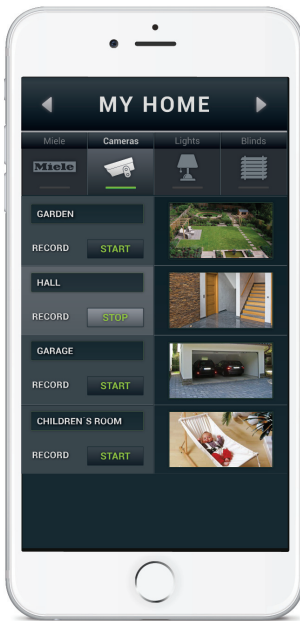 MY HOME
Miele Cameras Lights Blinds
Miele
GARDEN
RECORD START
HALL
RECORD STOP
GARAGE
RECORD START
CHILDREN`S ROOM
RECORD START